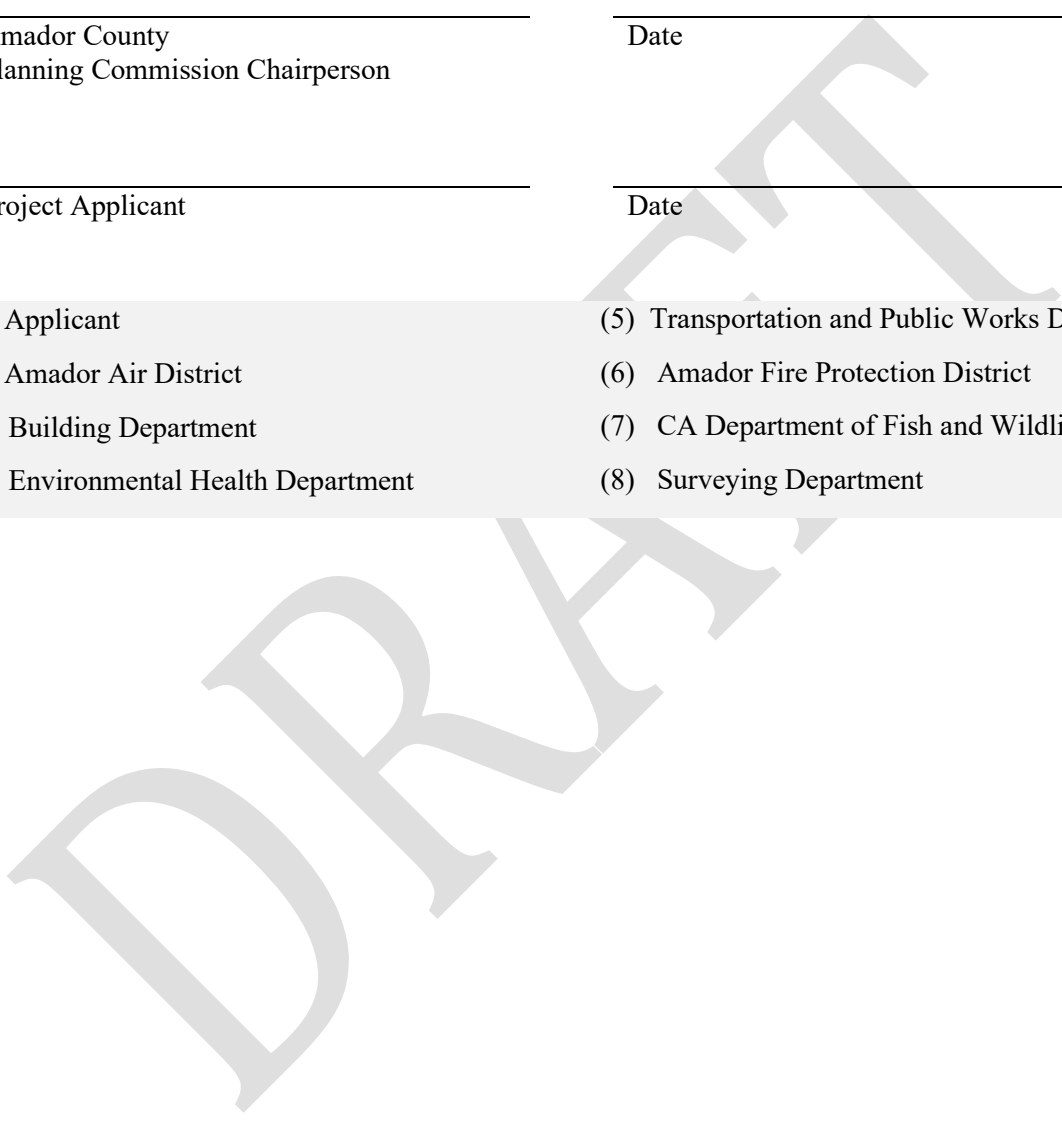 mador County
Date
lanning Commission Chairperson
roject Applicant
Date
Applicant
(5) Transportation and Public Works D
Amador Air District
(6) Amador Fire Protection District
Building Department
(7) CA Department of Fish and Wildli
Environmental Health Department
(8) Surveying Department
DRAFT